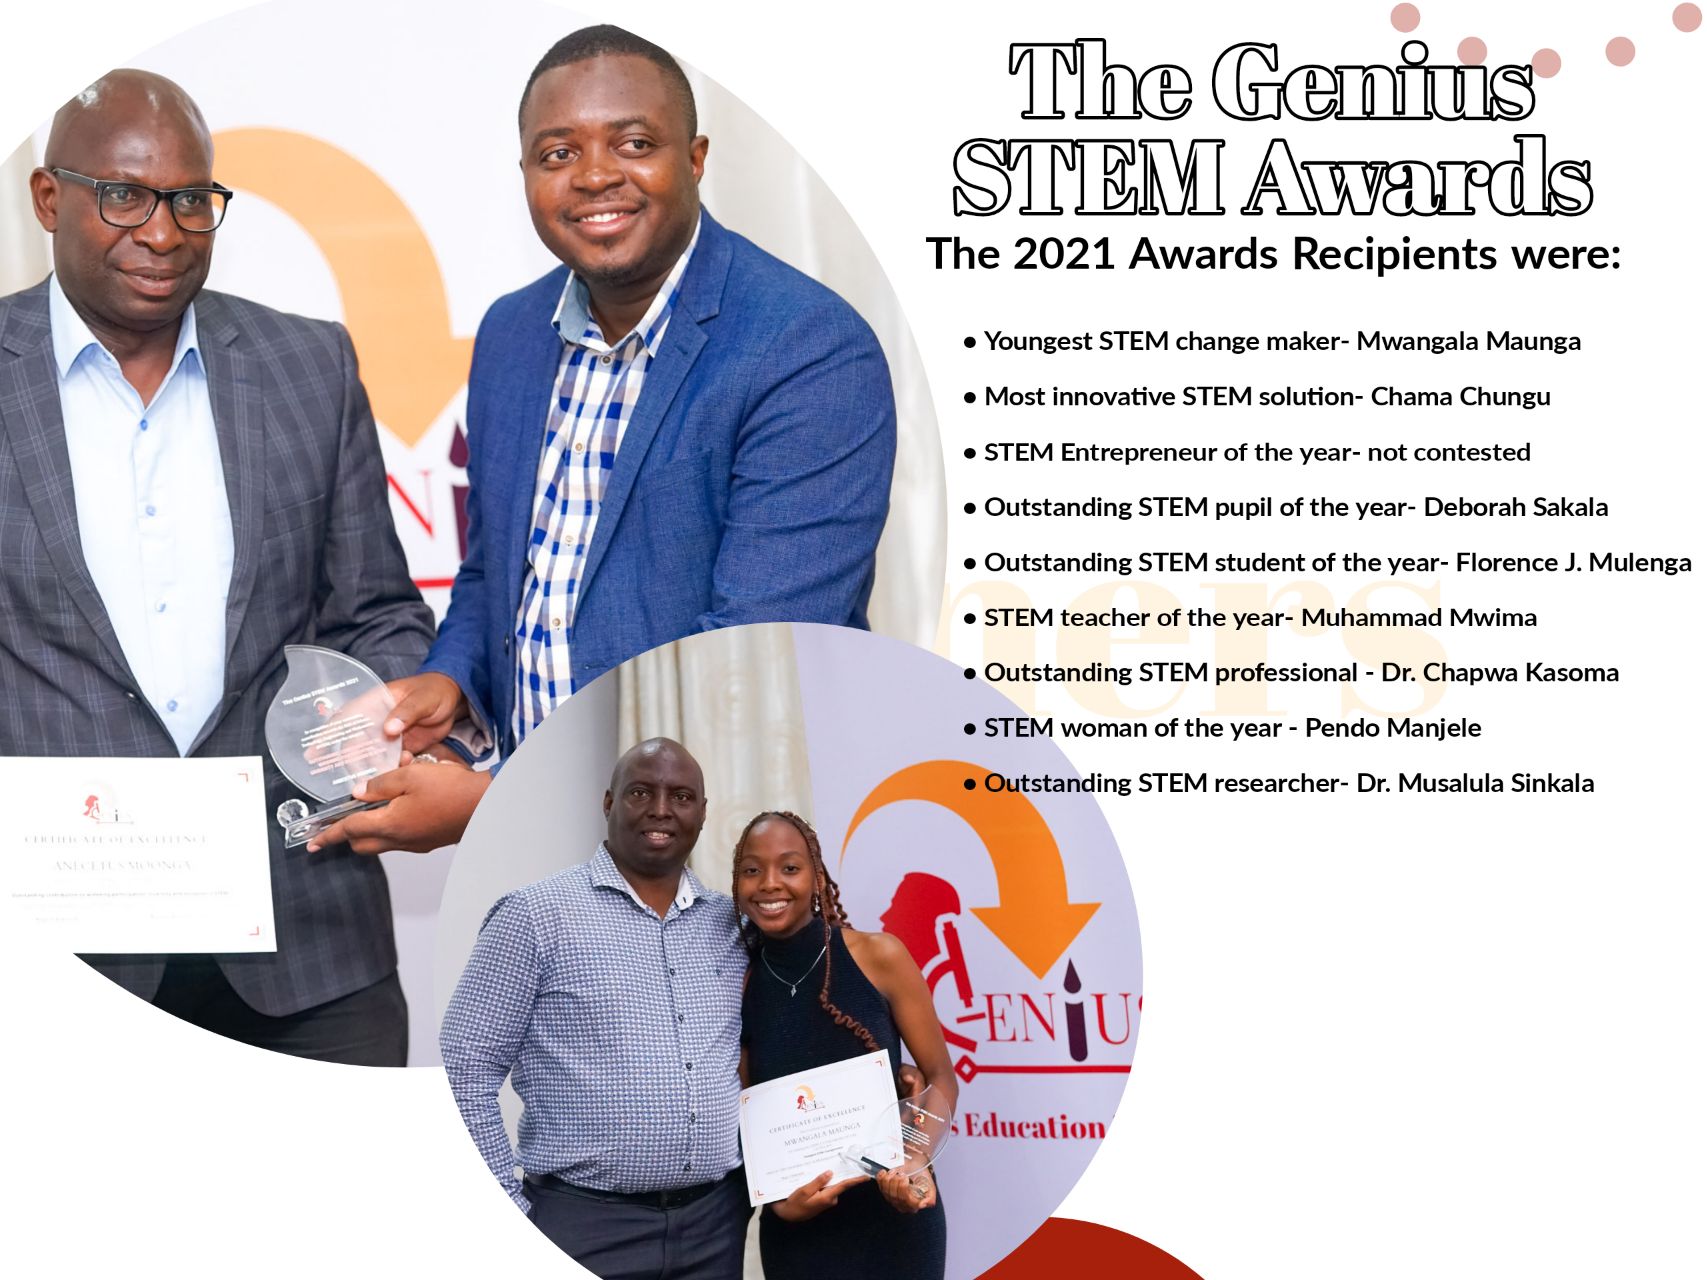 The Genius
STEM Awards
The 2021 Awards Recipients were:
• Youngest STEM change maker- Mwangala Maunga
• Most innovative STEM solution- Chama Chungu
• STEM Entrepreneur of the year- not contested
• Outstanding STEM pupil of the year- Deborah Sakala
• Outstanding STEM student of the year- Florence J. Mulenga
• STEM teacher of the year- Muhammad Mwima
• Outstanding STEM professional - Dr. Chapwa Kasoma
• STEM woman of the year - Pendo Manjele
• Outstanding STEM researcher- Dr. Musalula Sinkala
ners
The Genius STEM Awards 2021
CERTIFICATE OF EXCELLENCE
ANECETUS MOONGA
GENIUS
Education
CERTIFICATE OF EXCELLENCE
MWANGALA MAUNGA